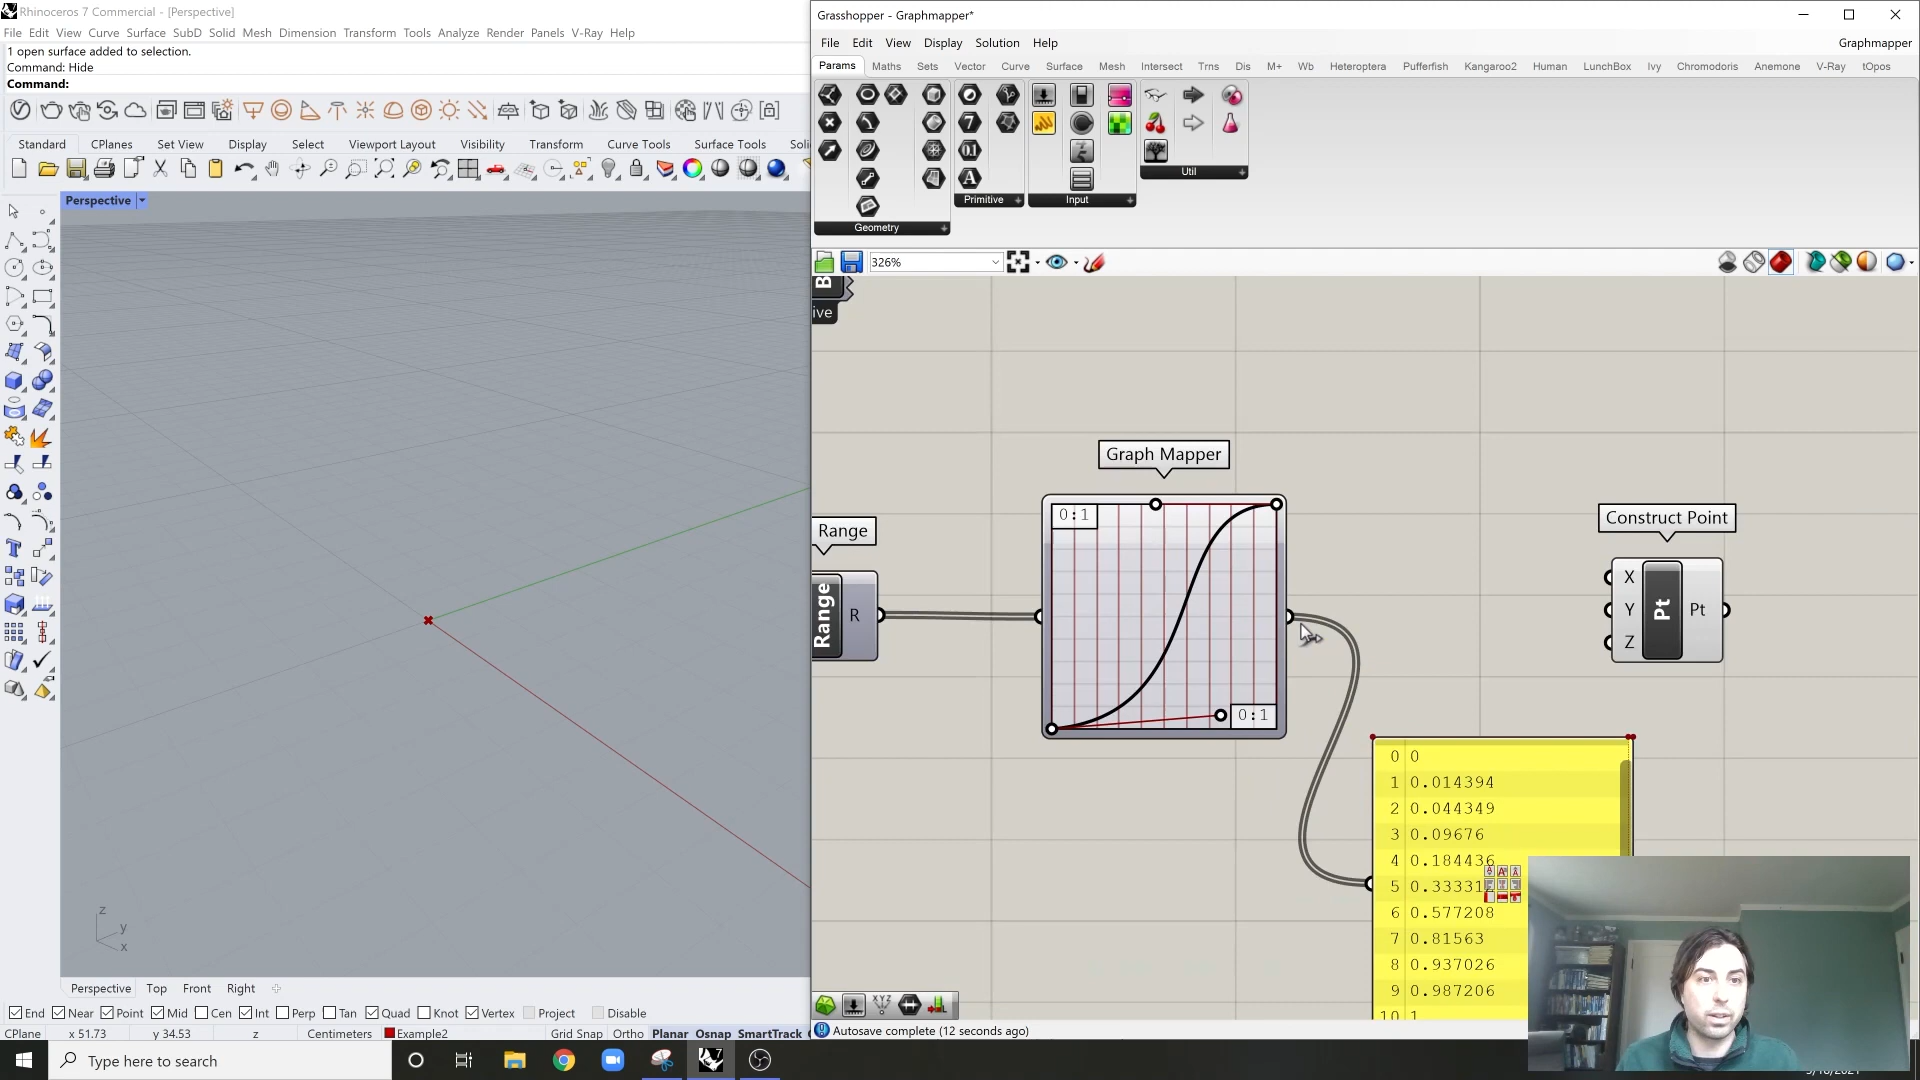 Rhinoceros 7 Commercial - [Perspective]
File Edit View Curve Surface SubD Solid Mesh Dimension Transform Tools Analyze Render Panels V-Ray Help
1 open surface added to selection.
Command: Hide
Command:
Standard CPlanes Set View Display Select Viewport Layout Visibility Transform Curve Tools Surface Tools Soli
Perspective
z
y
x
Perspective Top Front Right
End Near Point Mid Cen Int Perp Tan Quad Knot Vertex Project Disable
CPlane x 51.73 y 34.53 z Centimeters Example2 Grid Snap Ortho Planar Osnap SmartTrack
Type here to search
Grasshopper - Graphmapper*
File Edit View Display Solution Help Graphmapper
Params Maths Sets Vector Curve Surface Mesh Intersect Trns Dis M+ Wb Heteroptera Pufferfish Kangaroo2 Human LunchBox Ivy Chromodoris Anemone V-Ray tOpos
Geometry
Primitive
Input
Util
326%
B
ive
Graph Mapper
0:1
0:1
Range
Range R
Construct Point
X
Y
Z
Pt
Pt
0 0
1 0.014394
2 0.044349
3 0.09676
4 0.184436
5 0.33331
6 0.577208
7 0.81563
8 0.937026
9 0.987206
10 1
Autosave complete (12 seconds ago)